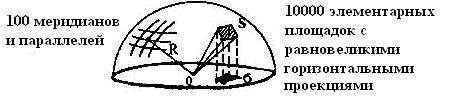 100 меридианов
и параллелей
R
S
0
σ
10000 элементарных
площадок с
равновеликими
горизонтальными
проекциями